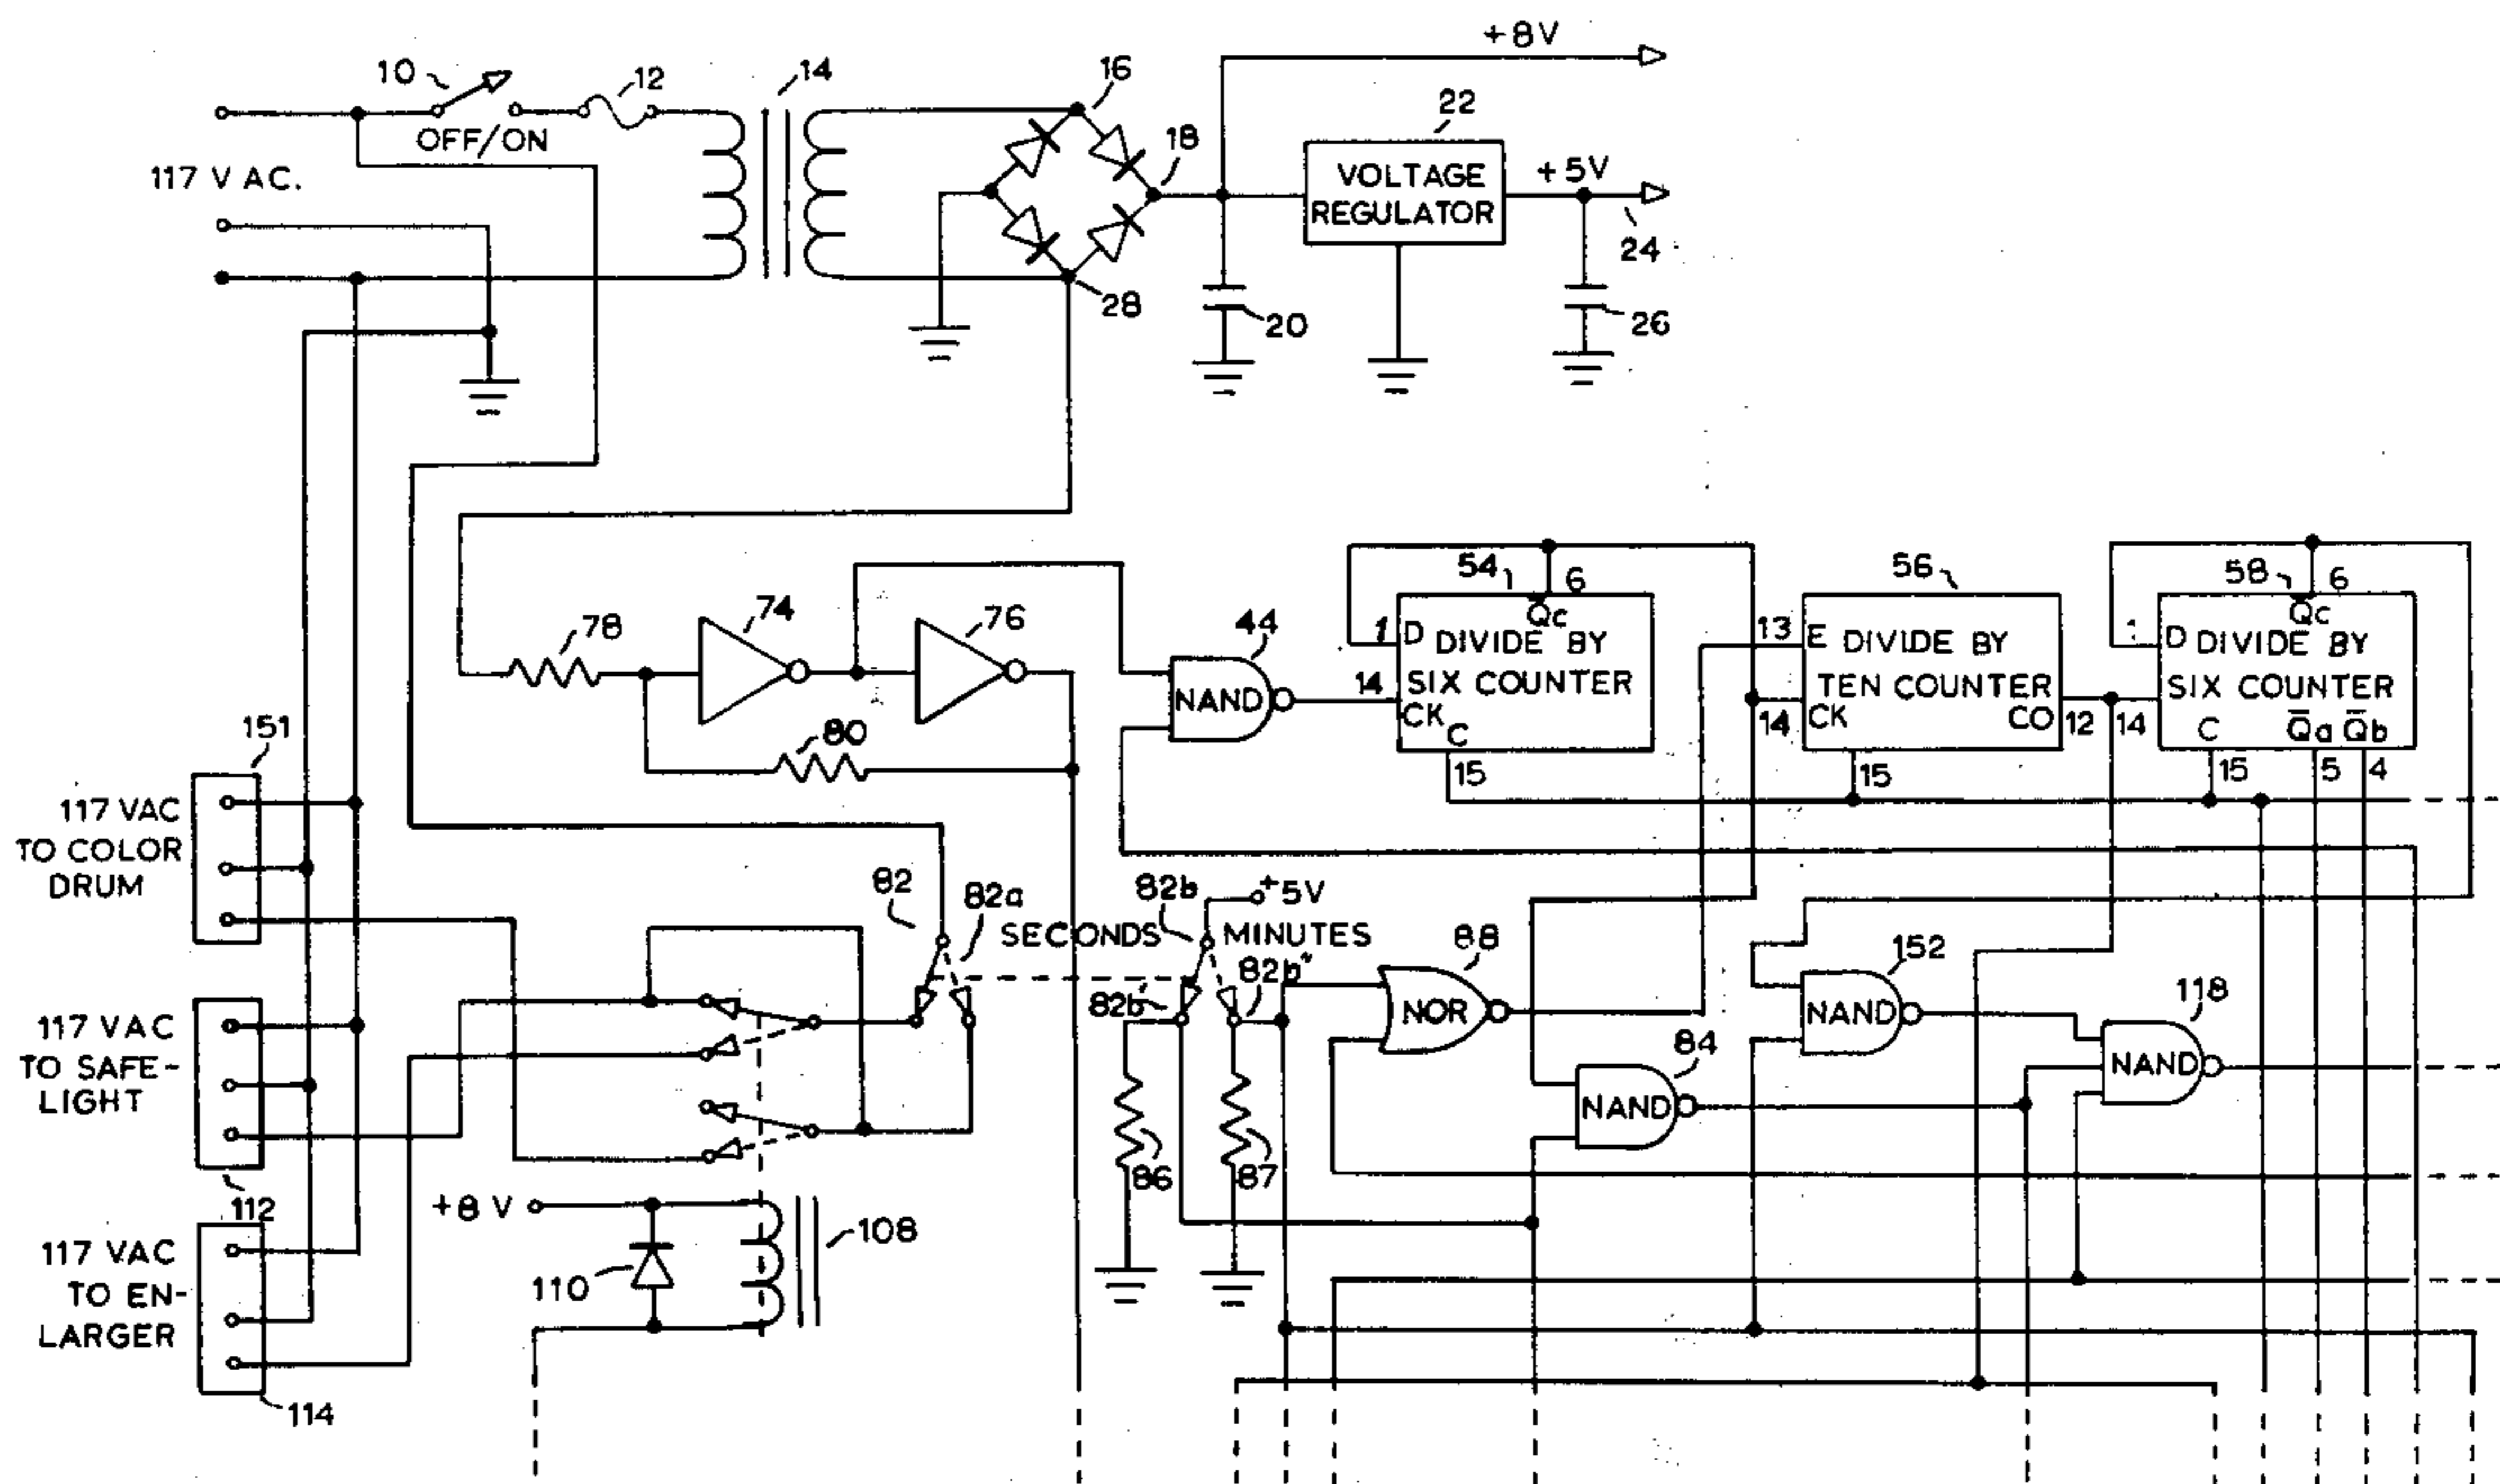 +8V
10
12
14
16
22
18
OFF/ON
117 V AC.
VOLTAGE
REGULATOR
+5V
24
28
20
26
54
6
56
58
6
78
74
76
44
Qc
1
D
DIVIDE BY
SIX COUNTER
14
CK
C
15
NAND
13
E
DIVIDE BY
TEN COUNTER
14
CK
CO
12
15
Qc
1
D
DIVIDE BY
14
SIX COUNTER
C
Q̅a
Q̅b
15
5
4
80
151
117 VAC
TO COLOR
DRUM
82
82a
82b
+5V
SECONDS
MINUTES
82b'
82b"
88
NOR
152
NAND
118
NAND
84
NAND
117 VAC
TO SAFE-
LIGHT
112
86
87
+8 V
108
110
117 VAC
TO EN-
LARGER
114